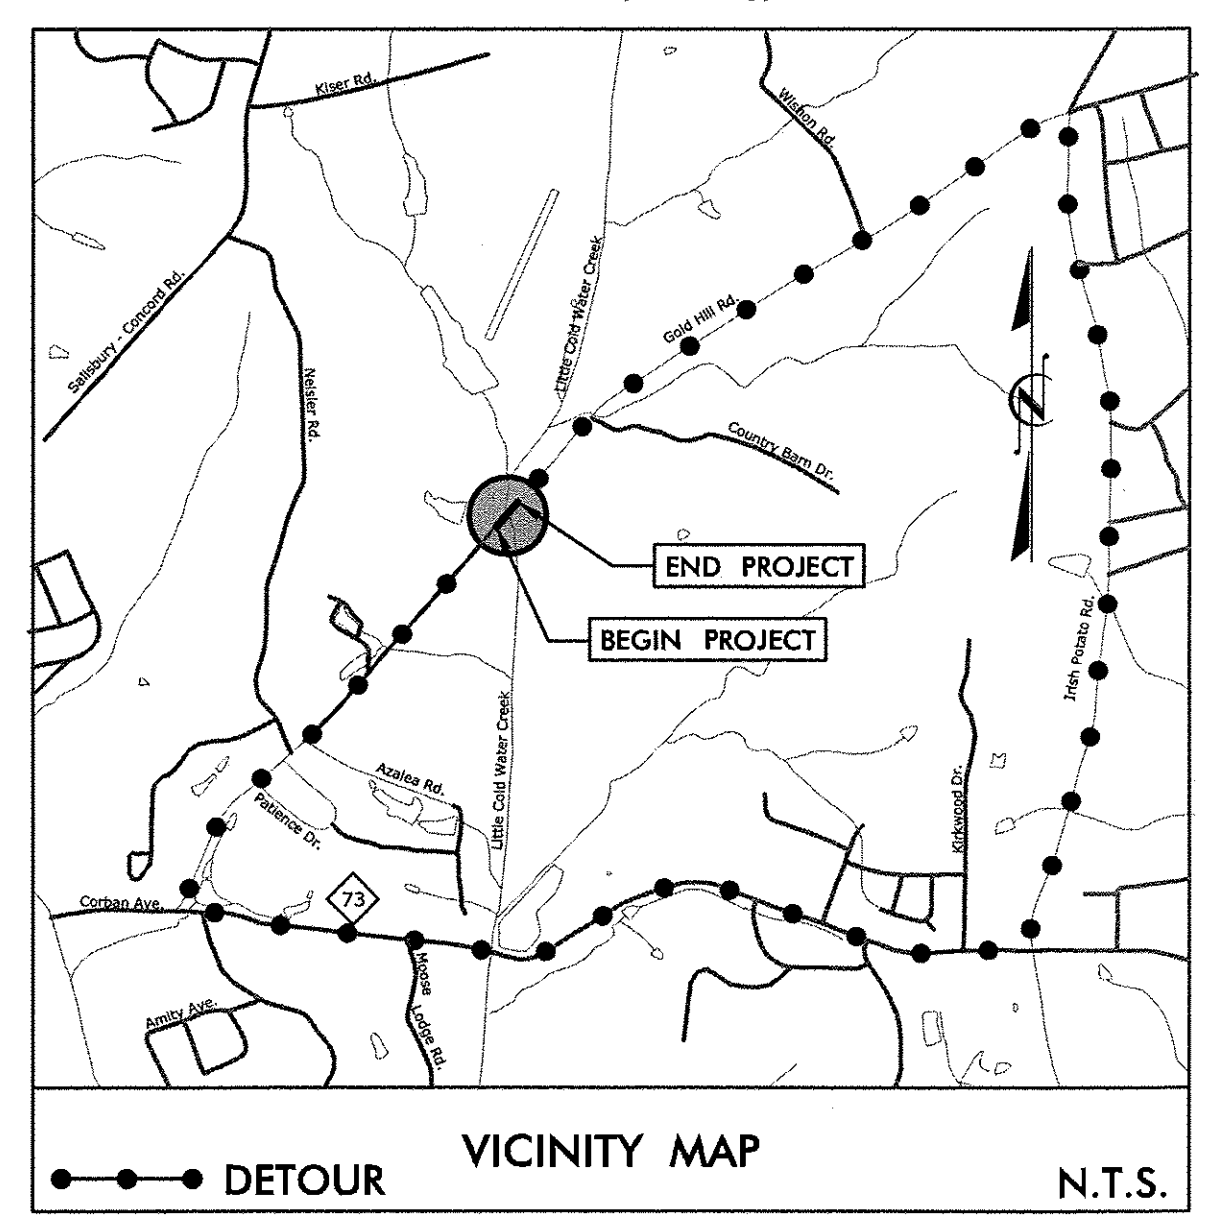 Kiser Rd.
Wishon Rd.
Salisbury - Concord Rd.
Little Cold Water Creek
Gold Hill Rd.
Neisler Rd.
Country Barn Dr.
N
END PROJECT
BEGIN PROJECT
Irish Potato Rd.
Little Cold Water Creek
Azalea Rd.
Patience Dr.
Kirkwood Dr.
Corban Ave.
73
Moose
Lodge Rd.
Amity Ave.
VICINITY MAP
DETOUR
N.T.S.